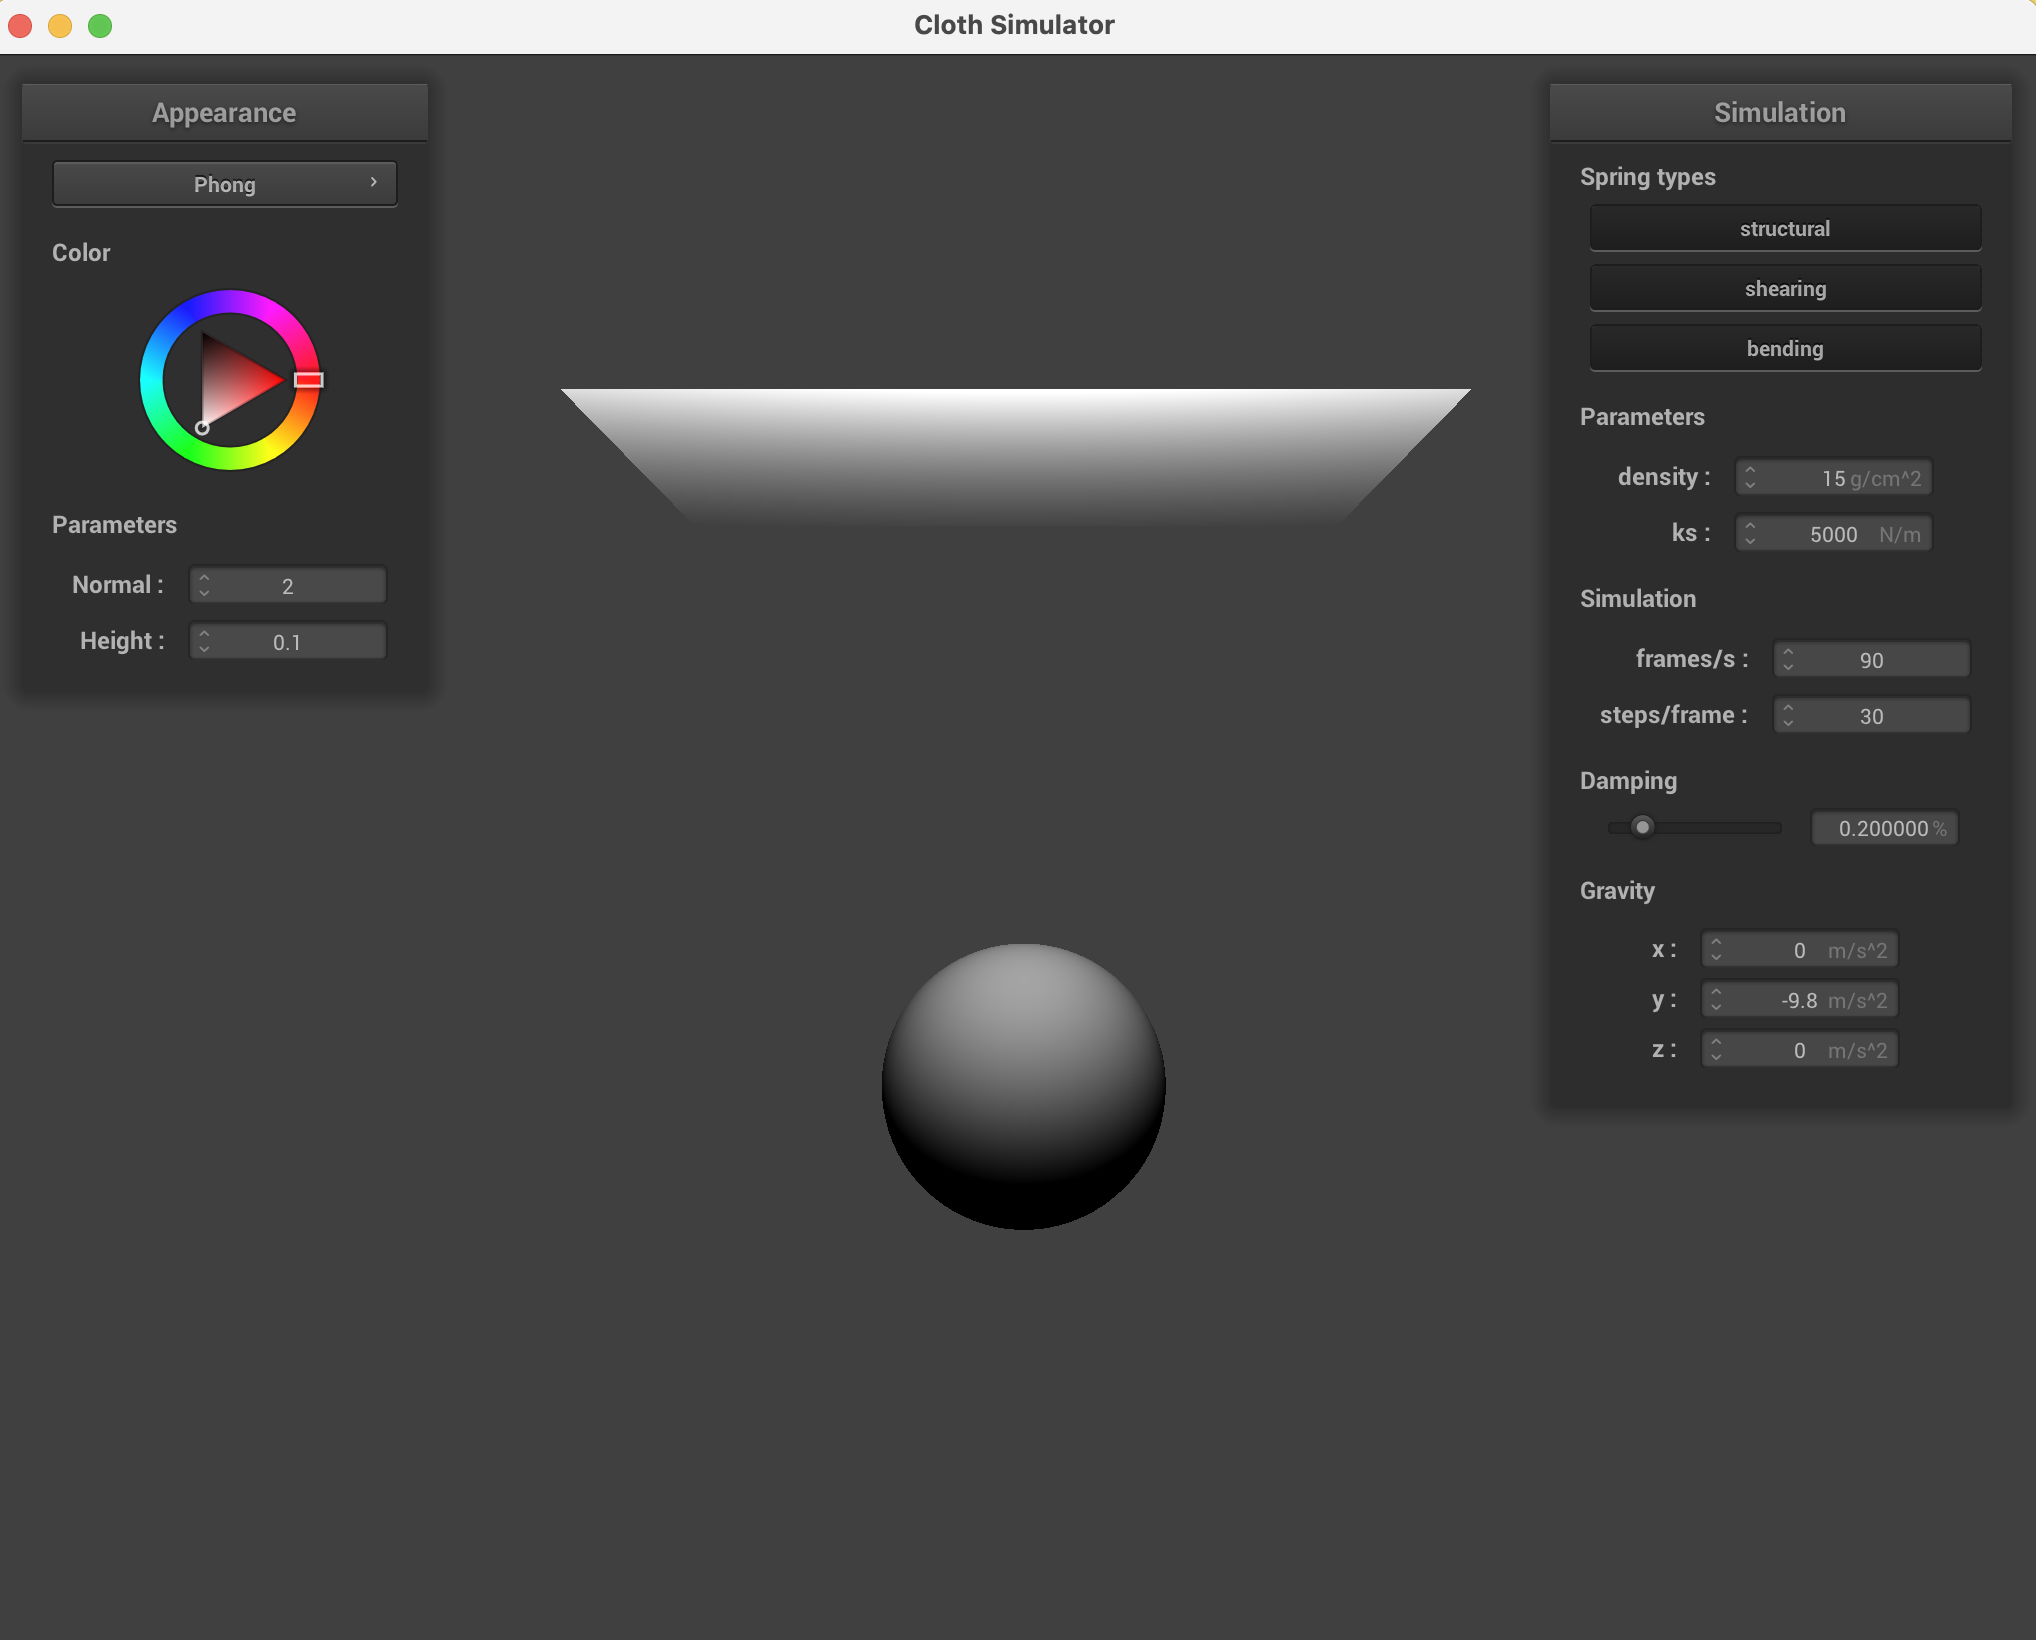 Cloth Simulator
Appearance
Phong
Color
Parameters
Normal : 2
Height : 0.1
Simulation
Spring types
structural
shearing
bending
Parameters
density : 15 g/cm^2
ks : 5000 N/m
Simulation
frames/s : 90
steps/frame : 30
Damping
0.200000 %
Gravity
x : 0 m/s^2
y : -9.8 m/s^2
z : 0 m/s^2